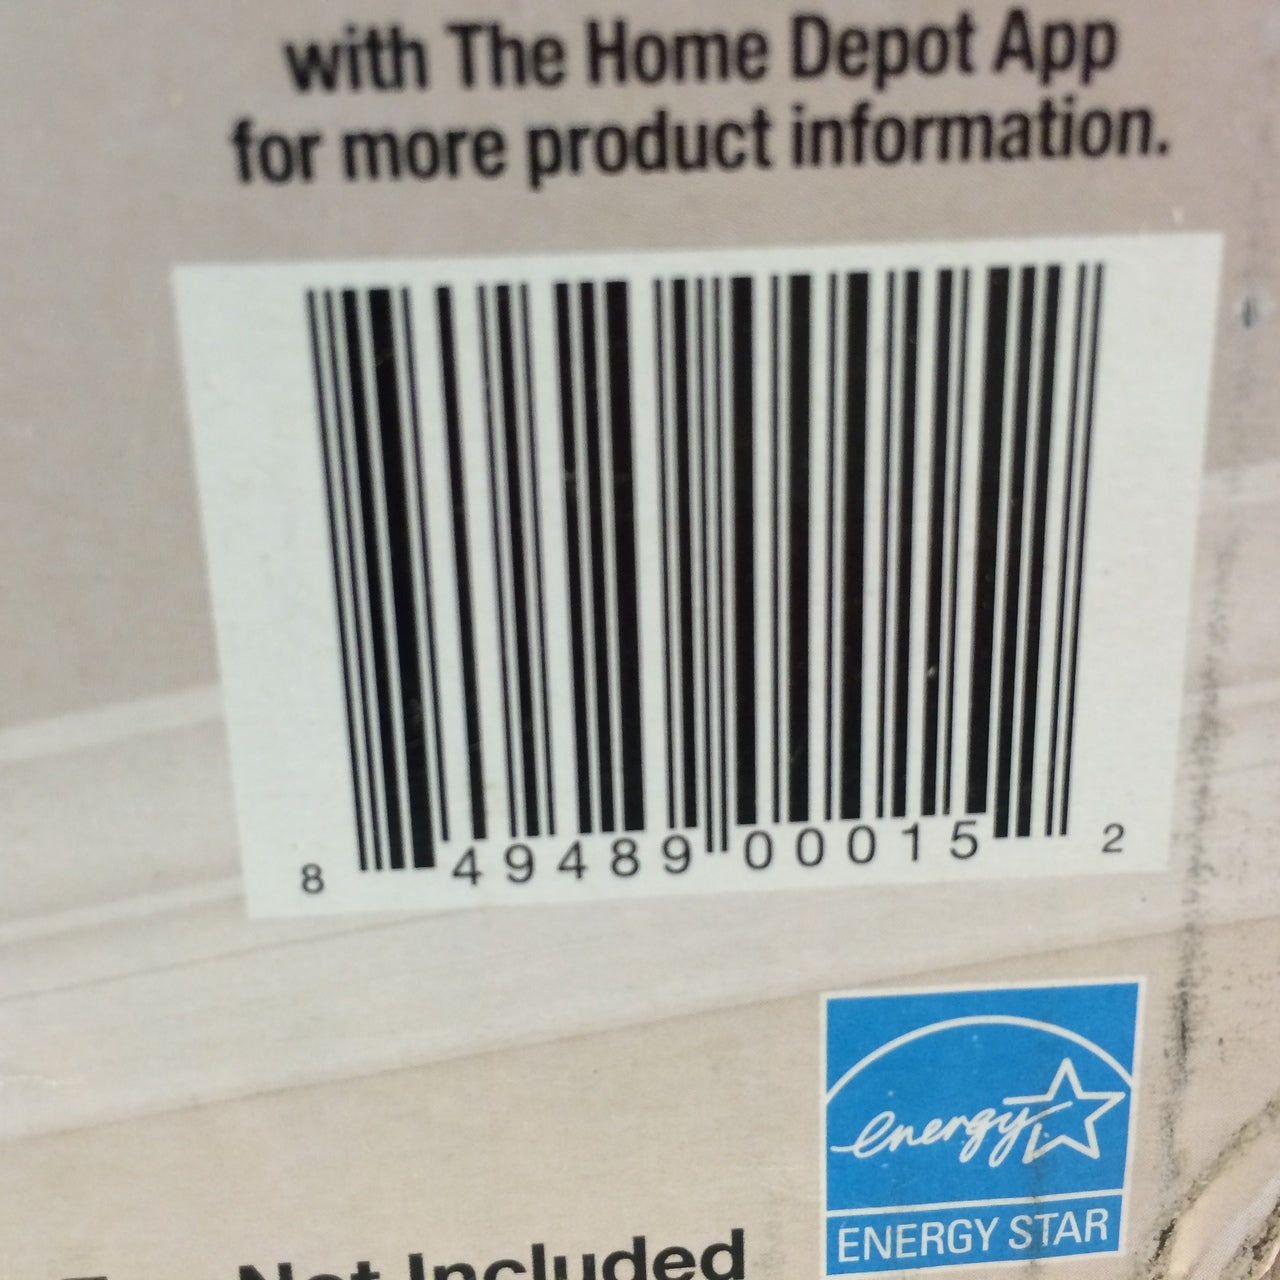 with The Home Depot App
for more product information.
8 49489 00015 2
energy
ENERGY STAR
Not Included